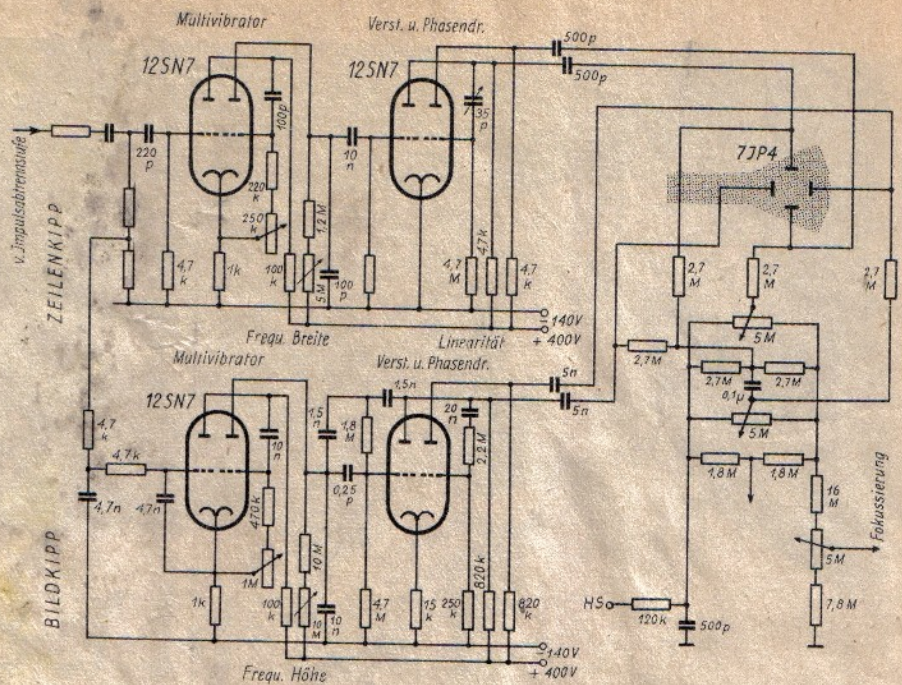 Multivibrator
Verst. u. Phasendr.
12SN7
12SN7
500p
500p
v. Impulsabtrennstufe
ZEILENKIPP
220
p
100p
220
k
250
k
10
n
35
p
7JP4
4,7
k
1k
100
k
1,2M
5M
100
p
4,7
M
47k
4,7
k
2,7
M
2,7
M
2,7
M
Frequ. Breite
Linearität
140V
+ 400V
5M
2,7M
2,7M
2,7M
0,1µ
5M
1,8M
1,8M
Multivibrator
Verst. u. Phasendr.
12SN7
12SN7
5n
5n
BILDKIPP
4,7
k
4,7k
4,7n
4,7n
10
n
470k
1M
1k
100
k
10M
10
M
10
n
1,5
n
1,8
M
1,5n
0,25
p
20
n
2,2M
4,7
M
15
k
250
k
820k
820
k
140V
+ 400V
Frequ. Höhe
16
M
5M
7,8M
Fokussierung
HS
120k
500p